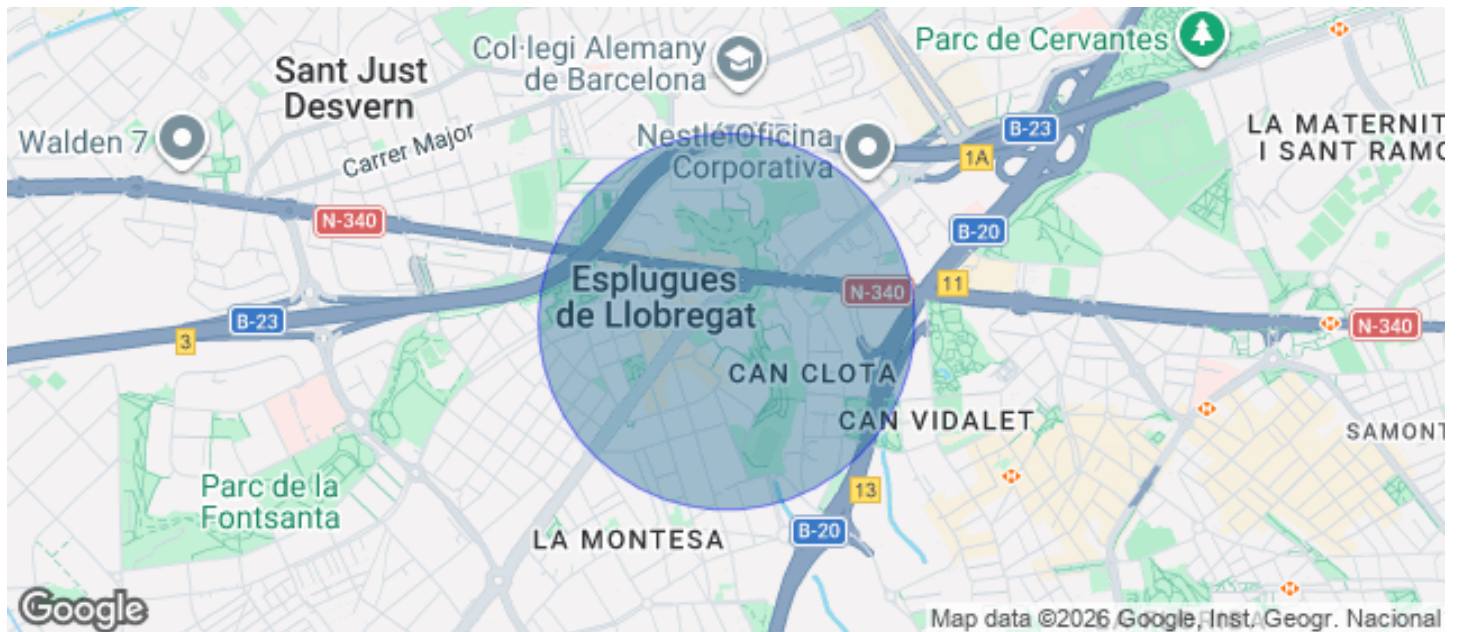 Parc de Cervantes
Col·legi Alemany
de Barcelona
Sant Just
Desvern
Walden 7
Carrer Major
Nestlé Oficina
Corporativa
B-23
1A
LA MATERNIT
I SANT RAMO
N-340
B-20
Esplugues
de Llobregat
N-340
11
B-23
3
N-340
CAN CLOTA
CAN VIDALET
SAMONT
Parc de la
Fontsanta
13
B-20
LA MONTESA
Google
Map data ©2026 Google, Inst. Geogr. Nacional